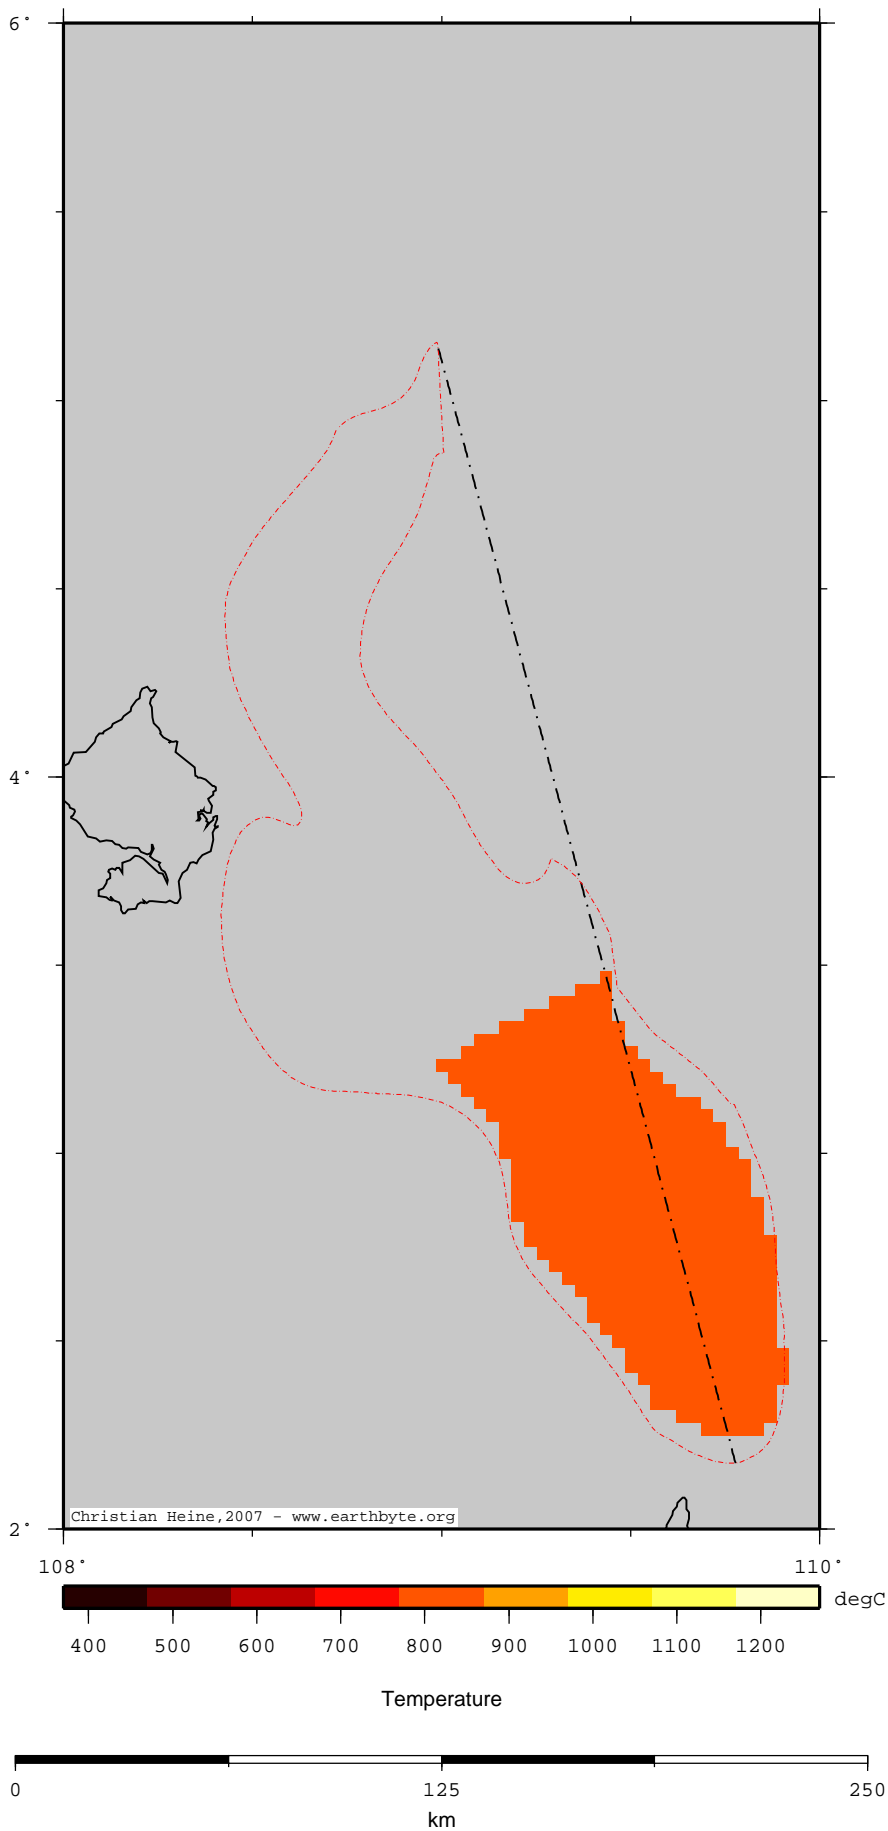 6°
4°
2°
Christian Heine,2007 - www.earthbyte.org
108° 110°
degC
400 500 600 700 800 900 1000 1100 1200
Temperature
0 125 250
km